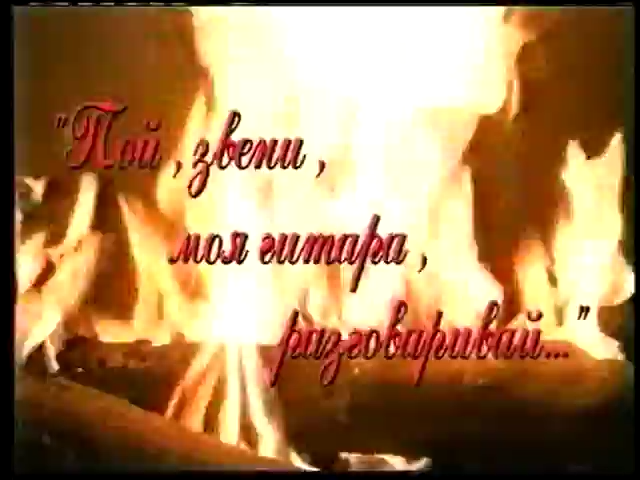 "Пой, звени,
моя гитара,
разговаривай..."